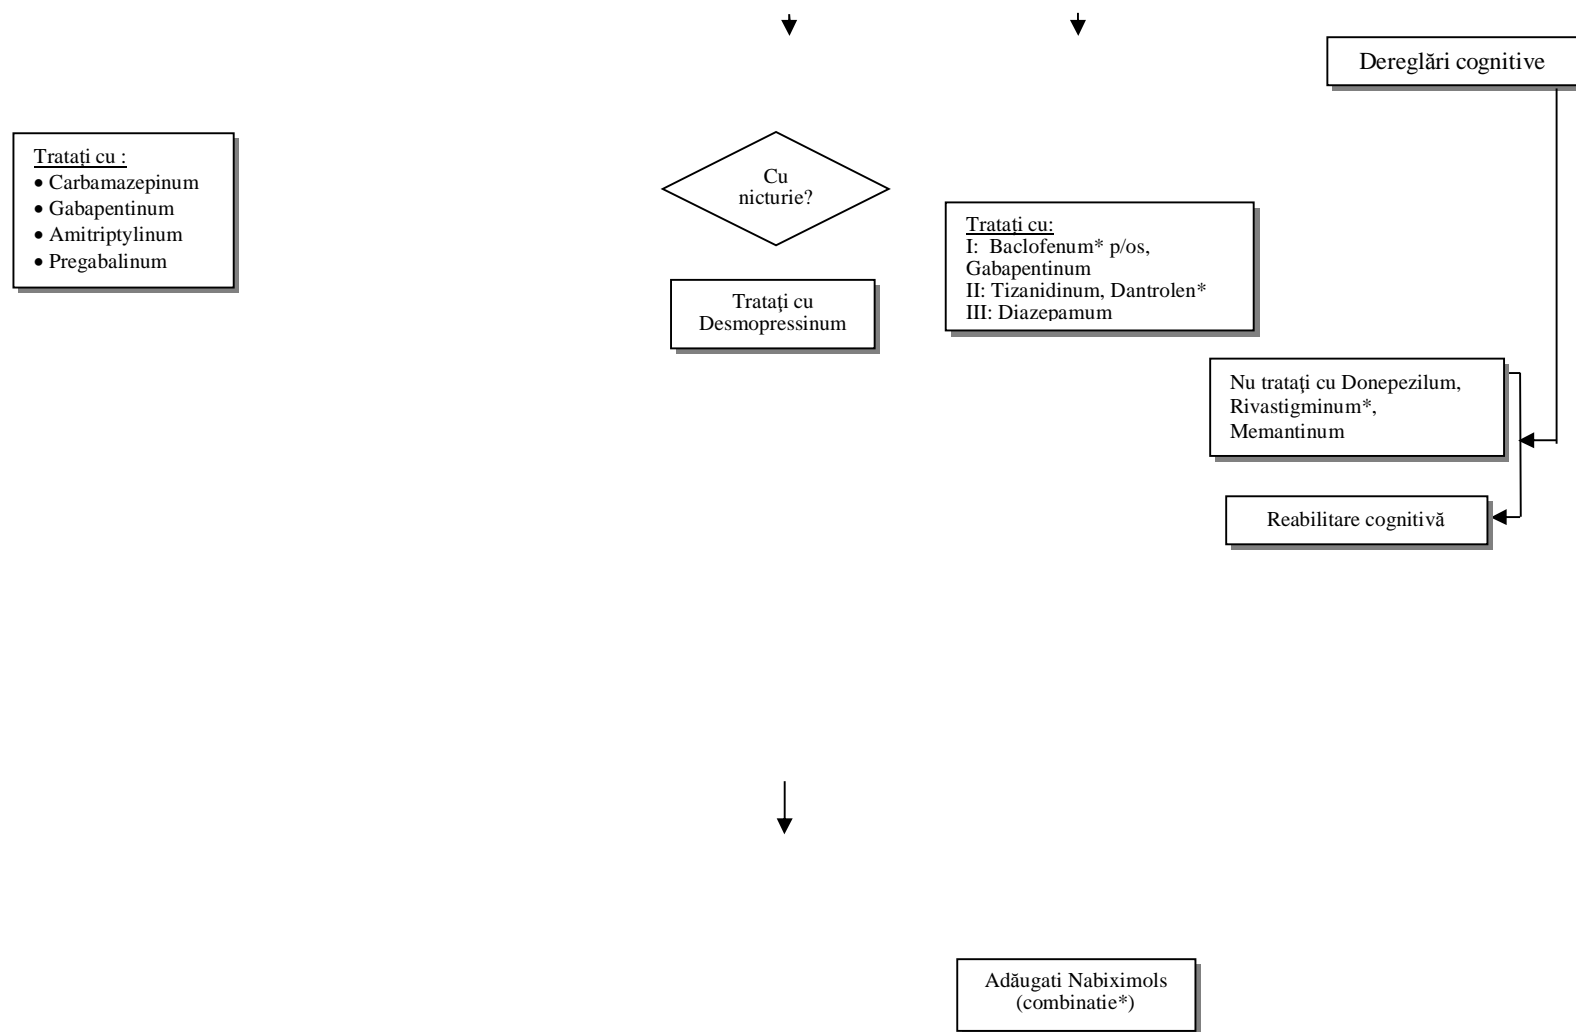 Dereglări cognitive
Tratați cu :
• Carbamazepinum
• Gabapentinum
• Amitriptylinum
• Pregabalinum
Cu
nicturie?
Tratați cu
Desmopressinum
Tratați cu:
I: Baclofenum* p/os,
Gabapentinum
II: Tizanidinum, Dantrolen*
III: Diazepamum
Nu tratați cu Donepezilum,
Rivastigminum*,
Memantinum
Reabilitare cognitivă
Adăugati Nabiximols
(combinatie*)